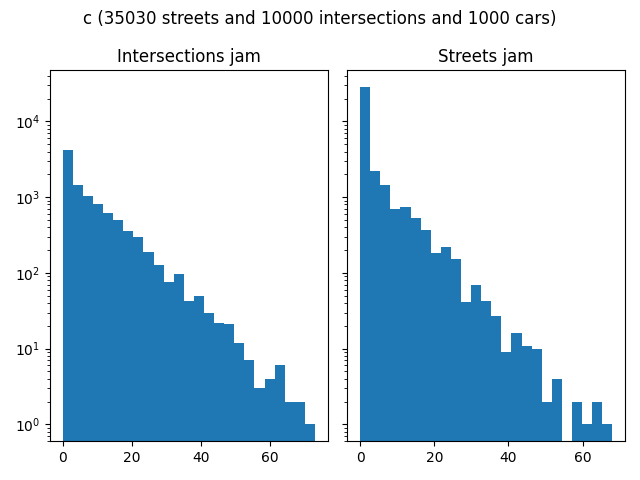 c (35030 streets and 10000 intersections and 1000 cars)
Intersections jam
Streets jam
10⁴
10³
10²
10¹
10⁰
0 20 40 60
0 20 40 60